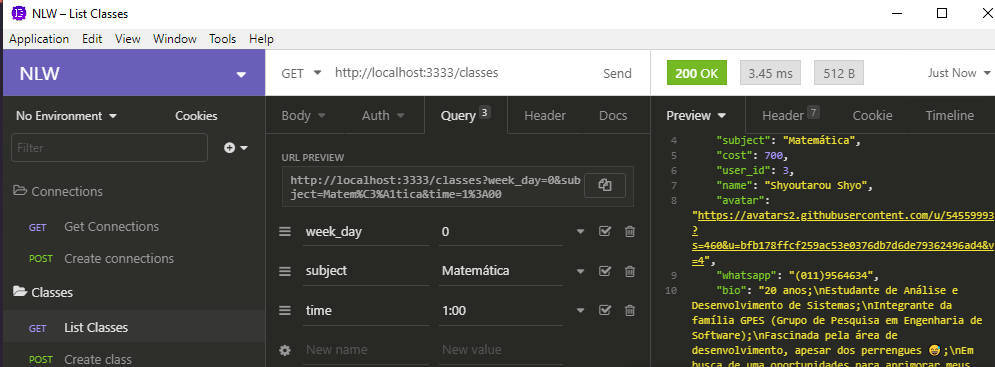 NLW – List Classes
Application Edit View Window Tools Help
NLW
GET http://localhost:3333/classes Send
200 OK 3.45 ms 512 B Just Now
No Environment Cookies
Body Auth Query 3 Header Docs
Preview Header 7 Cookie Timeline
Filter
URL PREVIEW
http://localhost:3333/classes?week_day=0&sub
ject=Matem%C3%A1tica&time=1%3A00
Connections
GET Get Connections
POST Create connections
Classes
GET List Classes
POST Create class
week_day 0
subject Matemática
time 1:00
New name New value
4 "subject": "Matemática",
5 "cost": 700,
6 "user_id": 3,
7 "name": "Shyoutarou Shyo",
8 "avatar":
"https://avatars2.githubusercontent.com/u/54559993
?
s=460&u=bfb178ffcf259ac53e0376db7d6de79362496ad4&v
=4",
9 "whatsapp": "(011)9564634",
10 "bio": "20 anos;\nEstudante de Análise e
Desenvolvimento de Sistemas;\nIntegrante da
família GPES (Grupo de Pesquisa em Engenharia de
Software);\nFascinada pela área de
desenvolvimento, apesar dos perrengues 😅;\nEm
busca de uma oportunidades para aprimorar meus